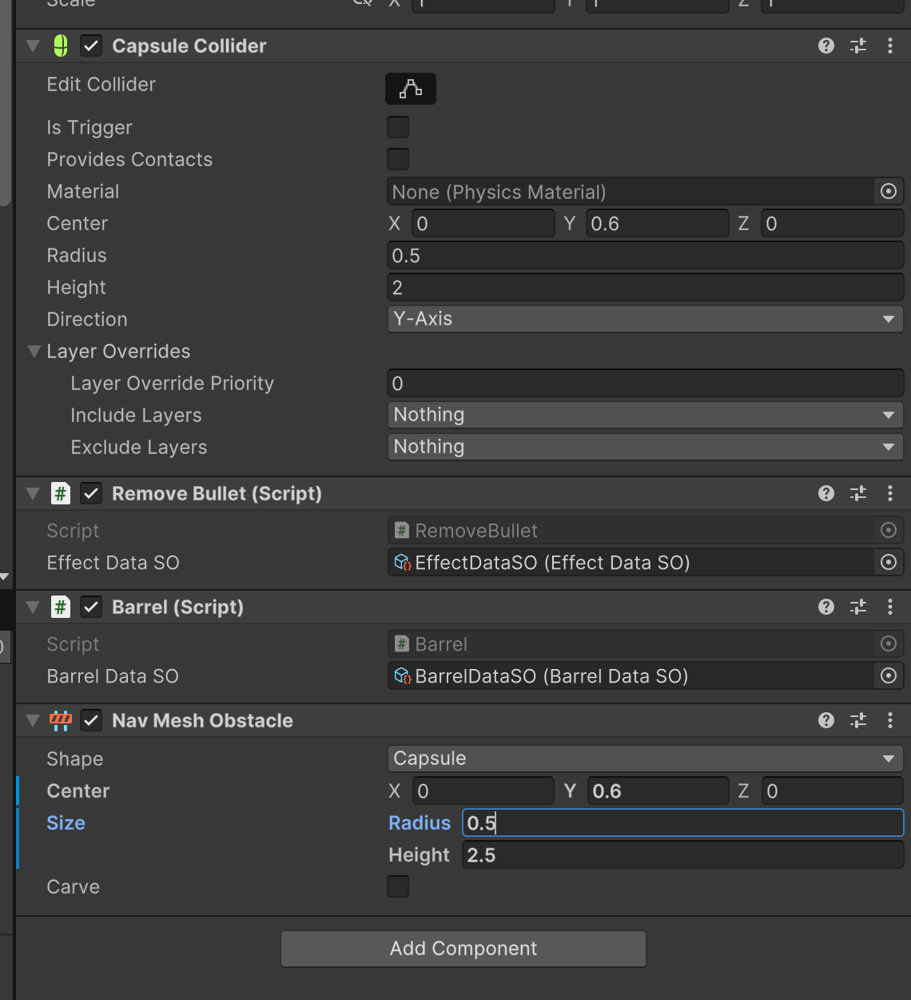 Scale X 1 Y 1 Z 1
Capsule Collider
Edit Collider
Is Trigger
Provides Contacts
Material None (Physics Material)
Center X 0 Y 0.6 Z 0
Radius 0.5
Height 2
Direction Y-Axis
Layer Overrides
Layer Override Priority 0
Include Layers Nothing
Exclude Layers Nothing
# Remove Bullet (Script)
Script # RemoveBullet
Effect Data SO EffectDataSO (Effect Data SO)
# Barrel (Script)
Script # Barrel
Barrel Data SO BarrelDataSO (Barrel Data SO)
Nav Mesh Obstacle
Shape Capsule
Center X 0 Y 0.6 Z 0
Size Radius 0.5
Height 2.5
Carve
Add Component